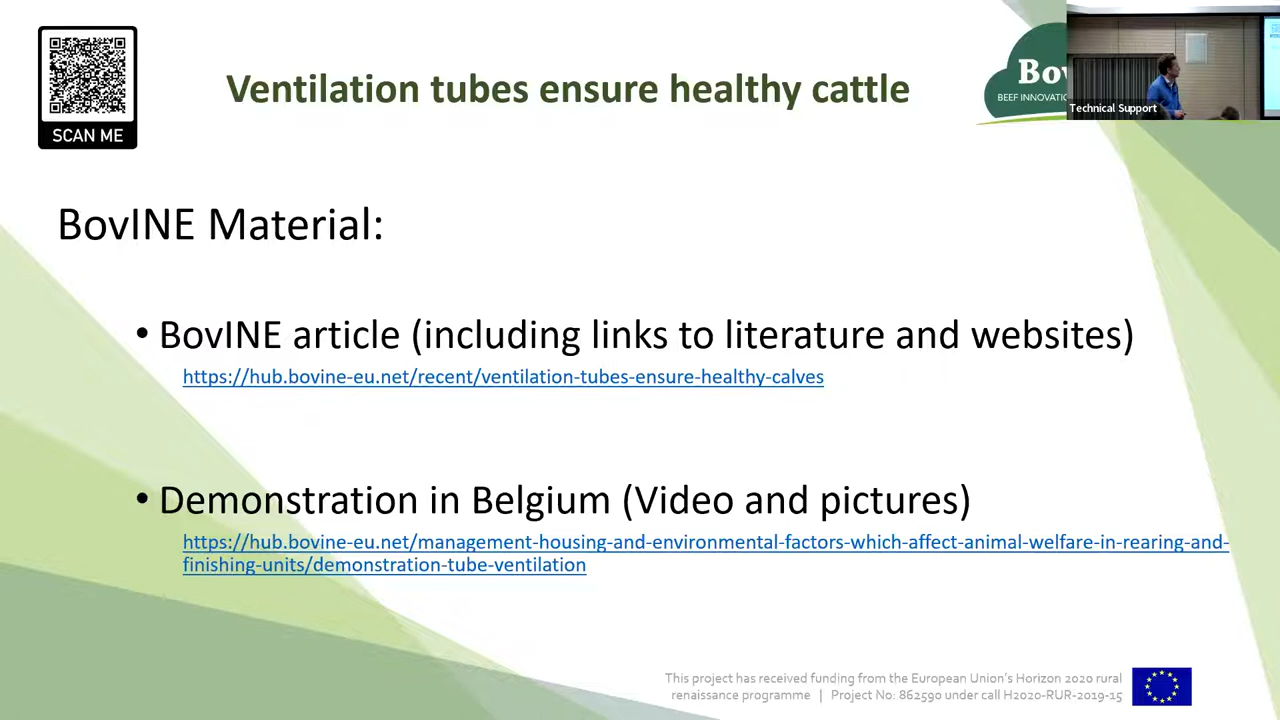 SCAN ME
Ventilation tubes ensure healthy cattle
BEEF
Technical Support
BovINE Material:
• BovINE article (including links to literature and websites)
https://hub.bovine-eu.net/recent/ventilation-tubes-ensure-healthy-calves
• Demonstration in Belgium (Video and pictures)
https://hub.bovine-eu.net/management-housing-and-environmental-factors-which-affect-animal-welfare-in-rearing-and-
finishing-units/demonstration-tube-ventilation
This project has received funding from the European Union's Horizon 2020 rural
renaissance programme | Project No: 862590 under call H2020-RUR-2019-15